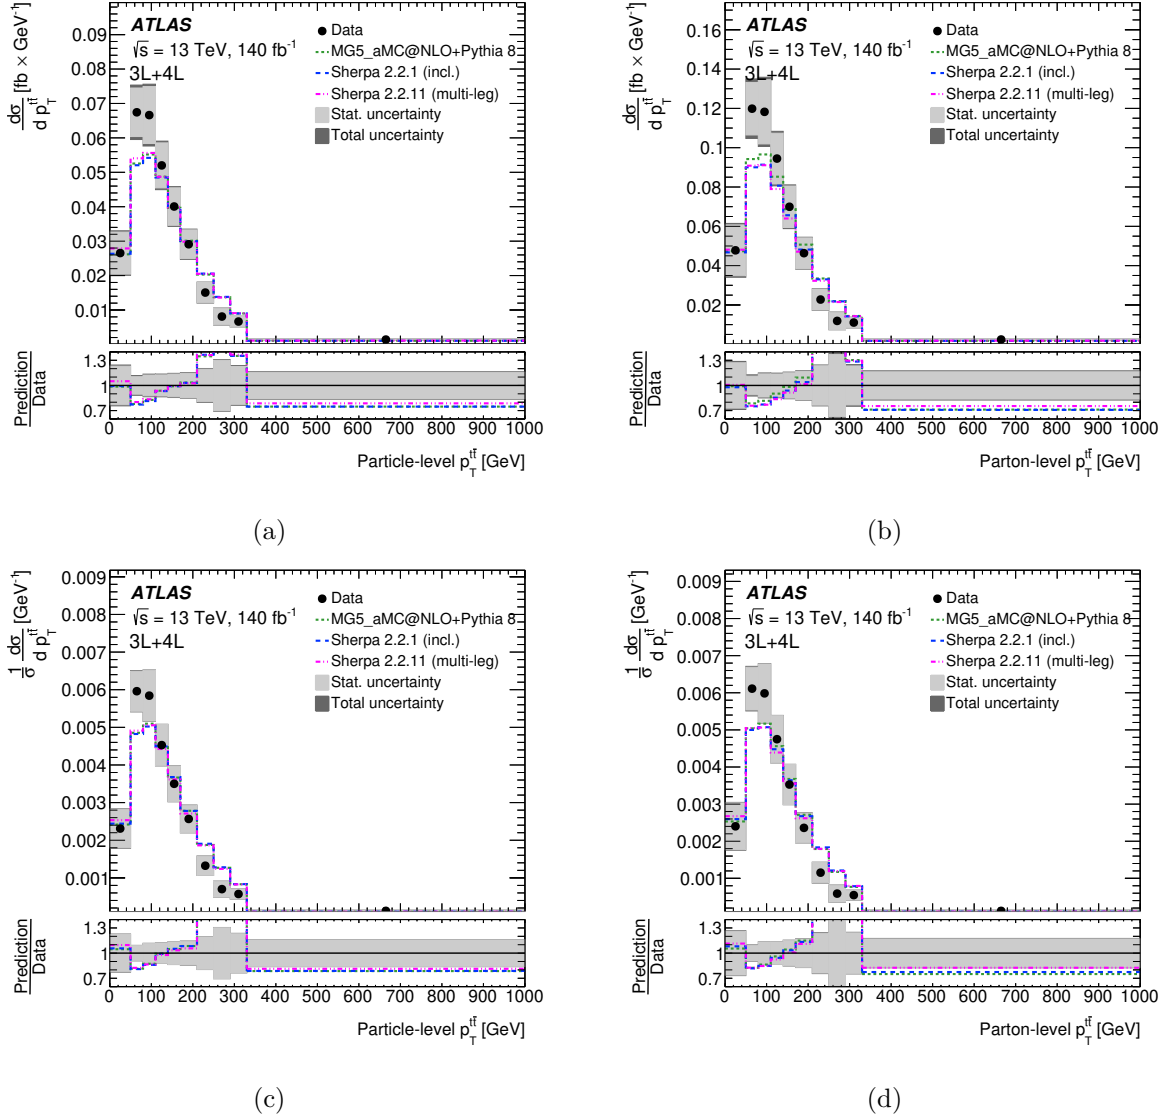 ATLAS
√s = 13 TeV, 140 fb⁻¹
3L+4L
Data
MG5_aMC@NLO+Pythia 8
Sherpa 2.2.1 (incl.)
Sherpa 2.2.11 (multi-leg)
Stat. uncertainty
Total uncertainty
dσ/d p_T^{tt̄} [fb × GeV⁻¹]
0.09
0.08
0.07
0.06
0.05
0.04
0.03
0.02
0.01
Prediction/Data
1.3
1
0.7
0 100 200 300 400 500 600 700 800 900 1000
Particle-level p_T^{tt̄} [GeV]
(a)
ATLAS
√s = 13 TeV, 140 fb⁻¹
3L+4L
Data
MG5_aMC@NLO+Pythia 8
Sherpa 2.2.1 (incl.)
Sherpa 2.2.11 (multi-leg)
Stat. uncertainty
Total uncertainty
dσ/d p_T^{tt̄} [fb × GeV⁻¹]
0.16
0.14
0.12
0.1
0.08
0.06
0.04
0.02
Prediction/Data
1.3
1
0.7
0 100 200 300 400 500 600 700 800 900 1000
Parton-level p_T^{tt̄} [GeV]
(b)
ATLAS
√s = 13 TeV, 140 fb⁻¹
3L+4L
Data
MG5_aMC@NLO+Pythia 8
Sherpa 2.2.1 (incl.)
Sherpa 2.2.11 (multi-leg)
Stat. uncertainty
Total uncertainty
1/σ dσ/d p_T^{tt̄} [GeV⁻¹]
0.009
0.008
0.007
0.006
0.005
0.004
0.003
0.002
0.001
Prediction/Data
1.3
1
0.7
0 100 200 300 400 500 600 700 800 900 1000
Particle-level p_T^{tt̄} [GeV]
(c)
ATLAS
√s = 13 TeV, 140 fb⁻¹
3L+4L
Data
MG5_aMC@NLO+Pythia 8
Sherpa 2.2.1 (incl.)
Sherpa 2.2.11 (multi-leg)
Stat. uncertainty
Total uncertainty
1/σ dσ/d p_T^{tt̄} [GeV⁻¹]
0.009
0.008
0.007
0.006
0.005
0.004
0.003
0.002
0.001
Prediction/Data
1.3
1
0.7
0 100 200 300 400 500 600 700 800 900 1000
Parton-level p_T^{tt̄} [GeV]
(d)